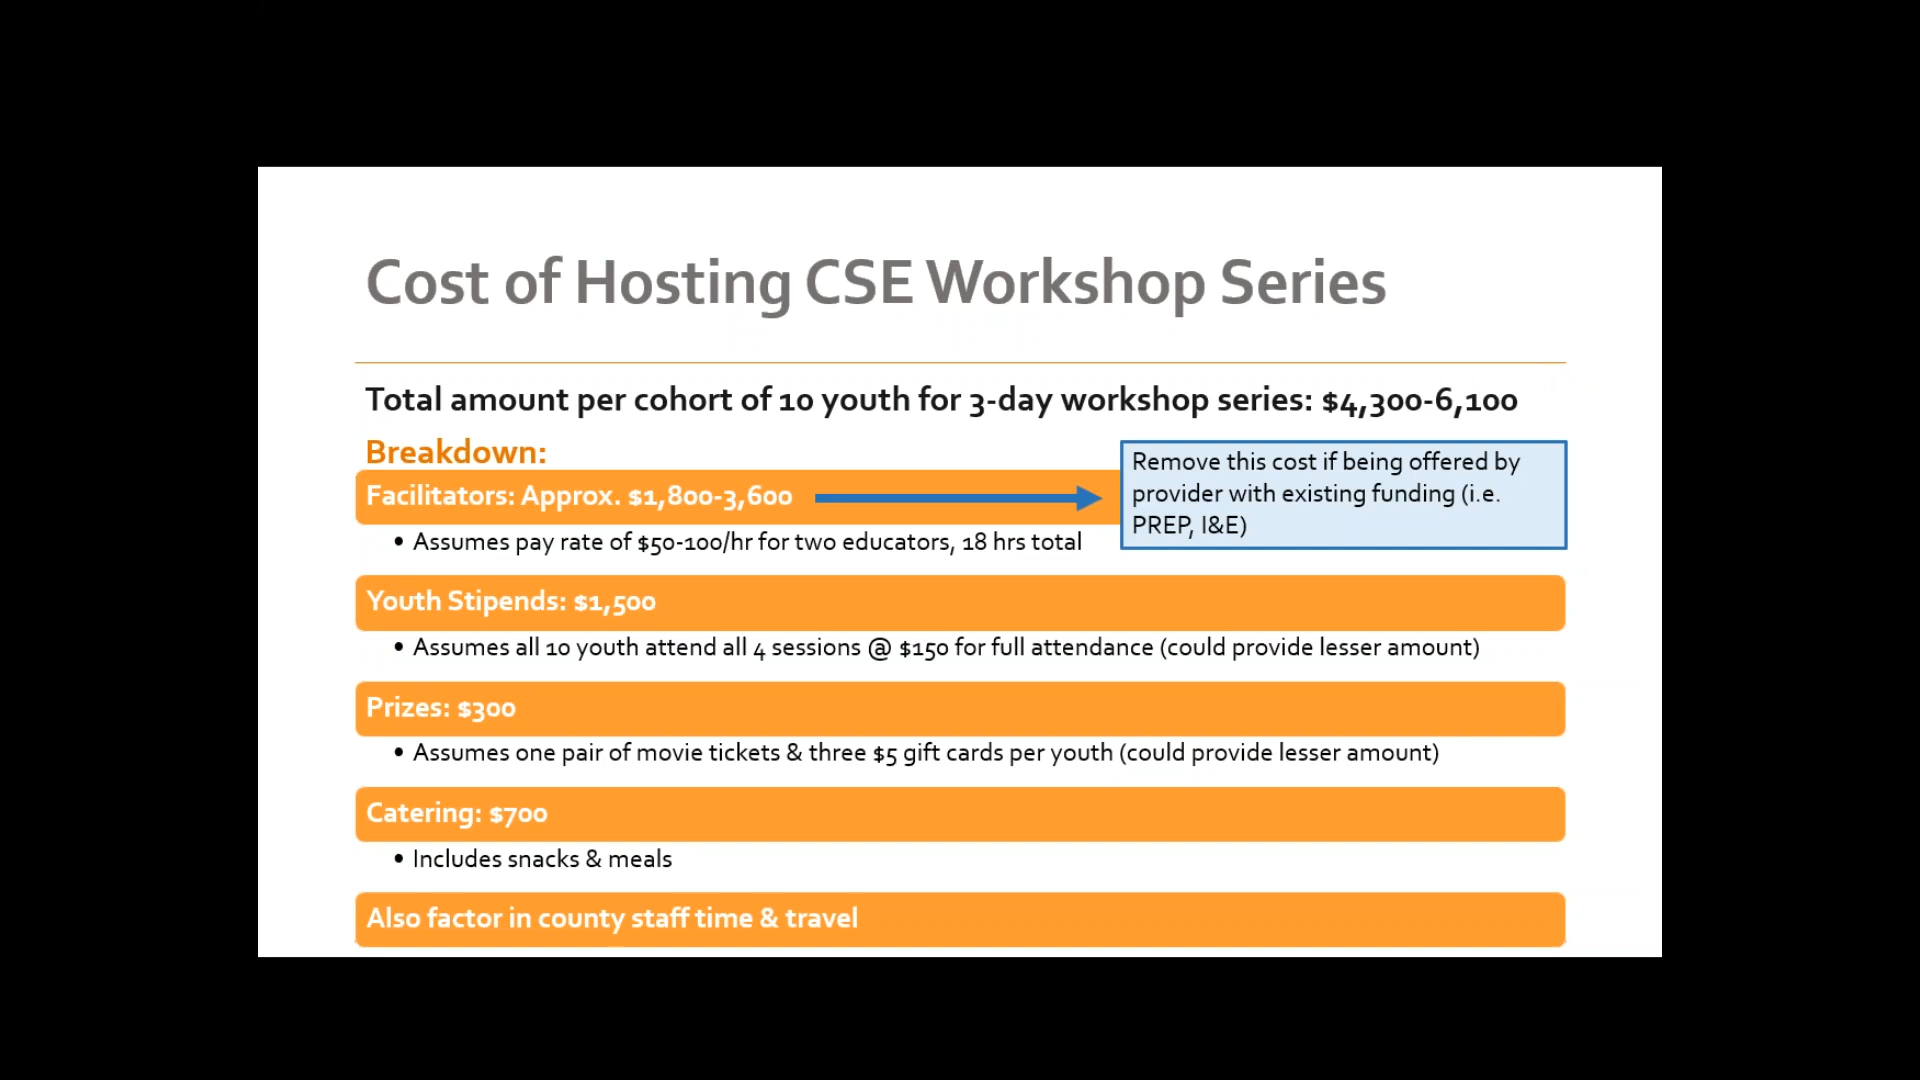 Cost of Hosting CSE Workshop Series
Total amount per cohort of 10 youth for 3-day workshop series: $4,300-6,100
Breakdown:
Facilitators: Approx. $1,800-3,600
Remove this cost if being offered by
provider with existing funding (i.e.
PREP, I&E)
• Assumes pay rate of $50-100/hr for two educators, 18 hrs total
Youth Stipends: $1,500
• Assumes all 10 youth attend all 4 sessions @ $150 for full attendance (could provide lesser amount)
Prizes: $300
• Assumes one pair of movie tickets & three $5 gift cards per youth (could provide lesser amount)
Catering: $700
• Includes snacks & meals
Also factor in county staff time & travel